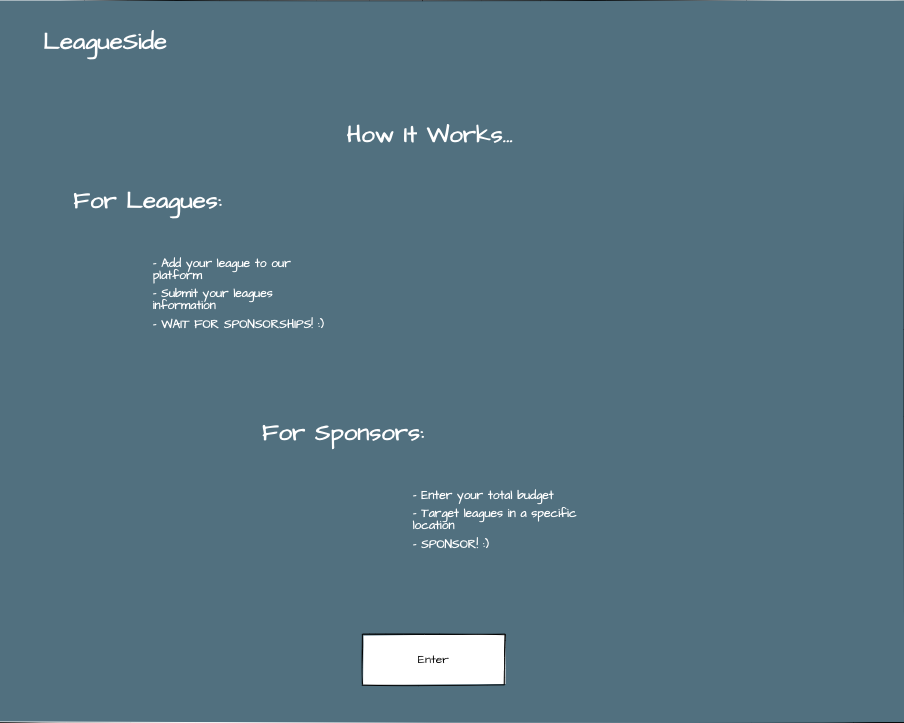 LeagueSide
How It Works...
For Leagues:
- Add your league to our
platform
- Submit your leagues
information
- WAIT FOR SPONSORSHIPS! :)
For Sponsors:
- Enter your total budget
- Target leagues in a specific
location
- SPONSOR! :)
Enter